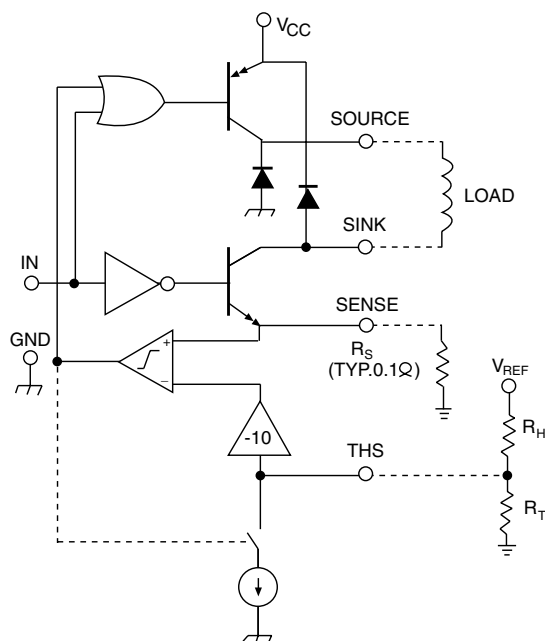 VCC
SOURCE
LOAD
SINK
IN
SENSE
GND
RS
(TYP.0.1Ω)
+
−
VREF
-10
RH
THS
RT